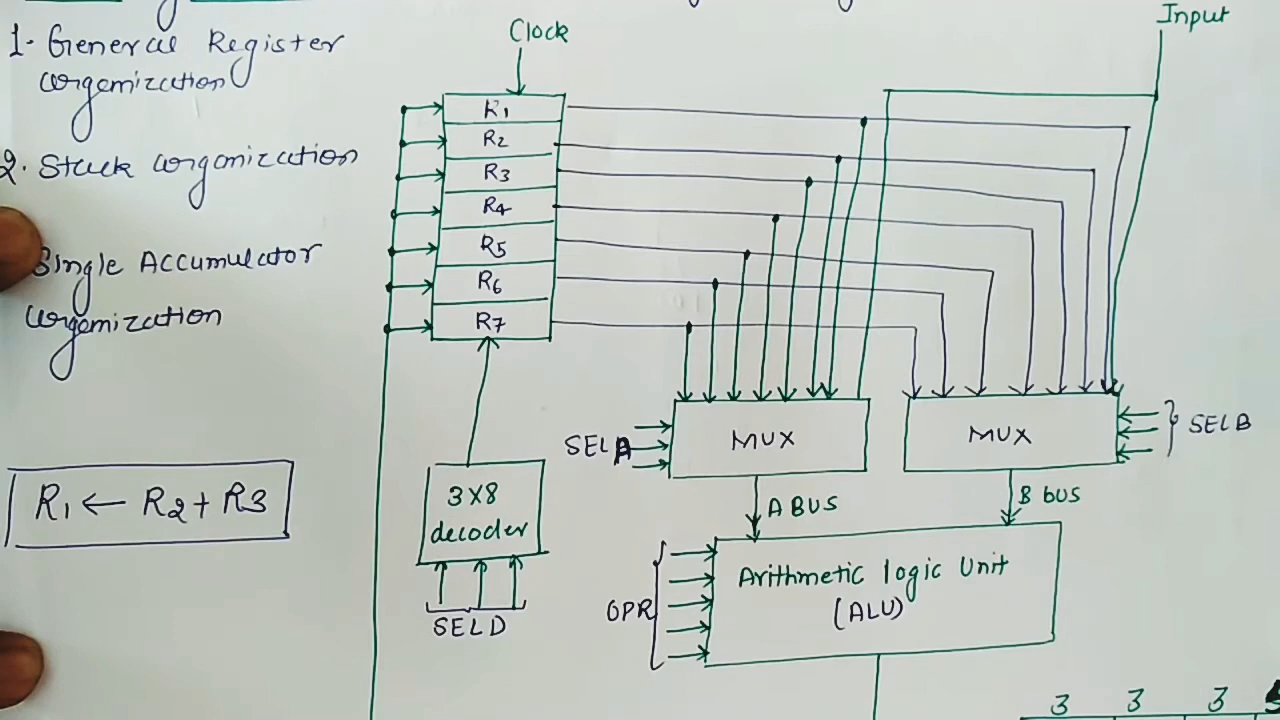 1. General Register
organization
2. Stack organization
Single Accumulator
organization
R1 ← R2 + R3
Clock
Input
R1
R2
R3
R4
R5
R6
R7
SELA
MUX
MUX
SELB
3X8
decoder
SELD
A BUS
B bus
OPR
Arithmetic logic Unit
(ALU)
3 3 3